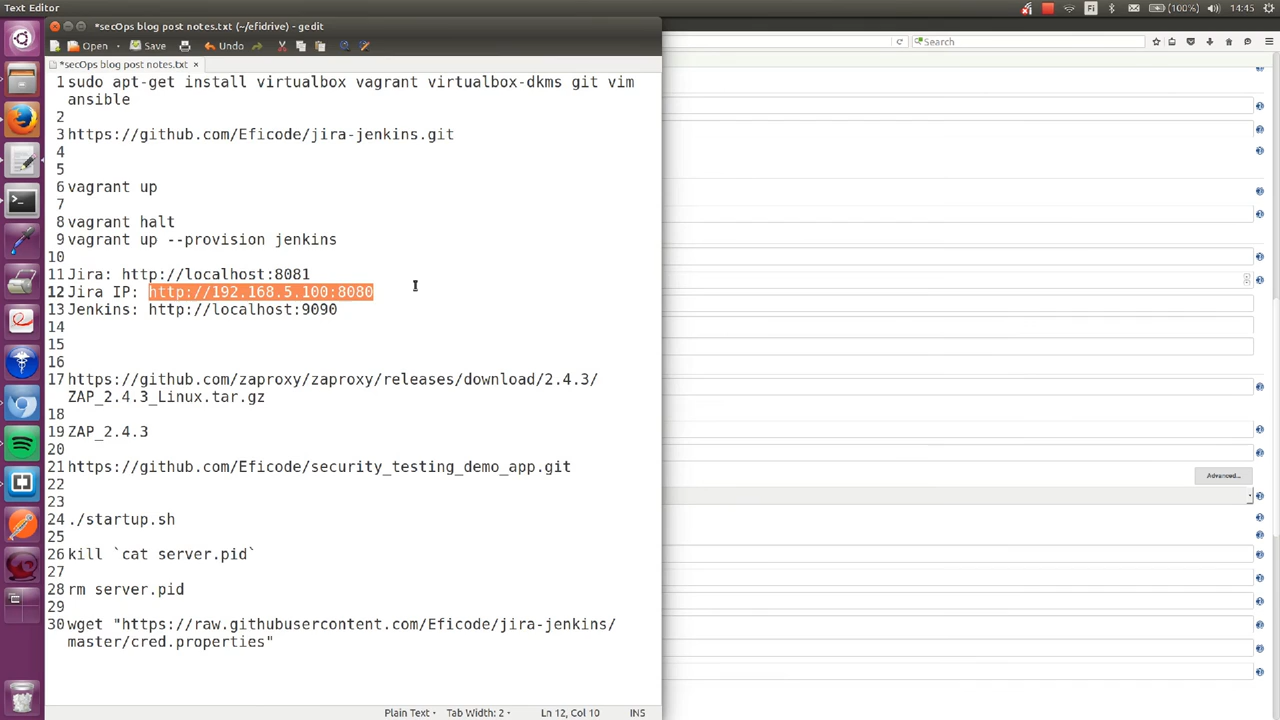 Text Editor
Fi
(100%)
14:45
*secOps blog post notes.txt (~/efidrive) - gedit
Open
Save
Undo
Search
*secOps blog post notes.txt ×
1 sudo apt-get install virtualbox vagrant virtualbox-dkms git vim
ansible
2
3 https://github.com/Eficode/jira-jenkins.git
4
5
6 vagrant up
7
8 vagrant halt
9 vagrant up --provision jenkins
10
11 Jira: http://localhost:8081
12 Jira IP: http://192.168.5.100:8080
13 Jenkins: http://localhost:9090
14
15
16
17 https://github.com/zaproxy/zaproxy/releases/download/2.4.3/
ZAP_2.4.3_Linux.tar.gz
18
19 ZAP_2.4.3
20
21 https://github.com/Eficode/security_testing_demo_app.git
22
23
24 ./startup.sh
25
26 kill `cat server.pid`
27
28 rm server.pid
29
30 wget "https://raw.githubusercontent.com/Eficode/jira-jenkins/
master/cred.properties"
Advanced...
Plain Text
Tab Width: 2
Ln 12, Col 10
INS